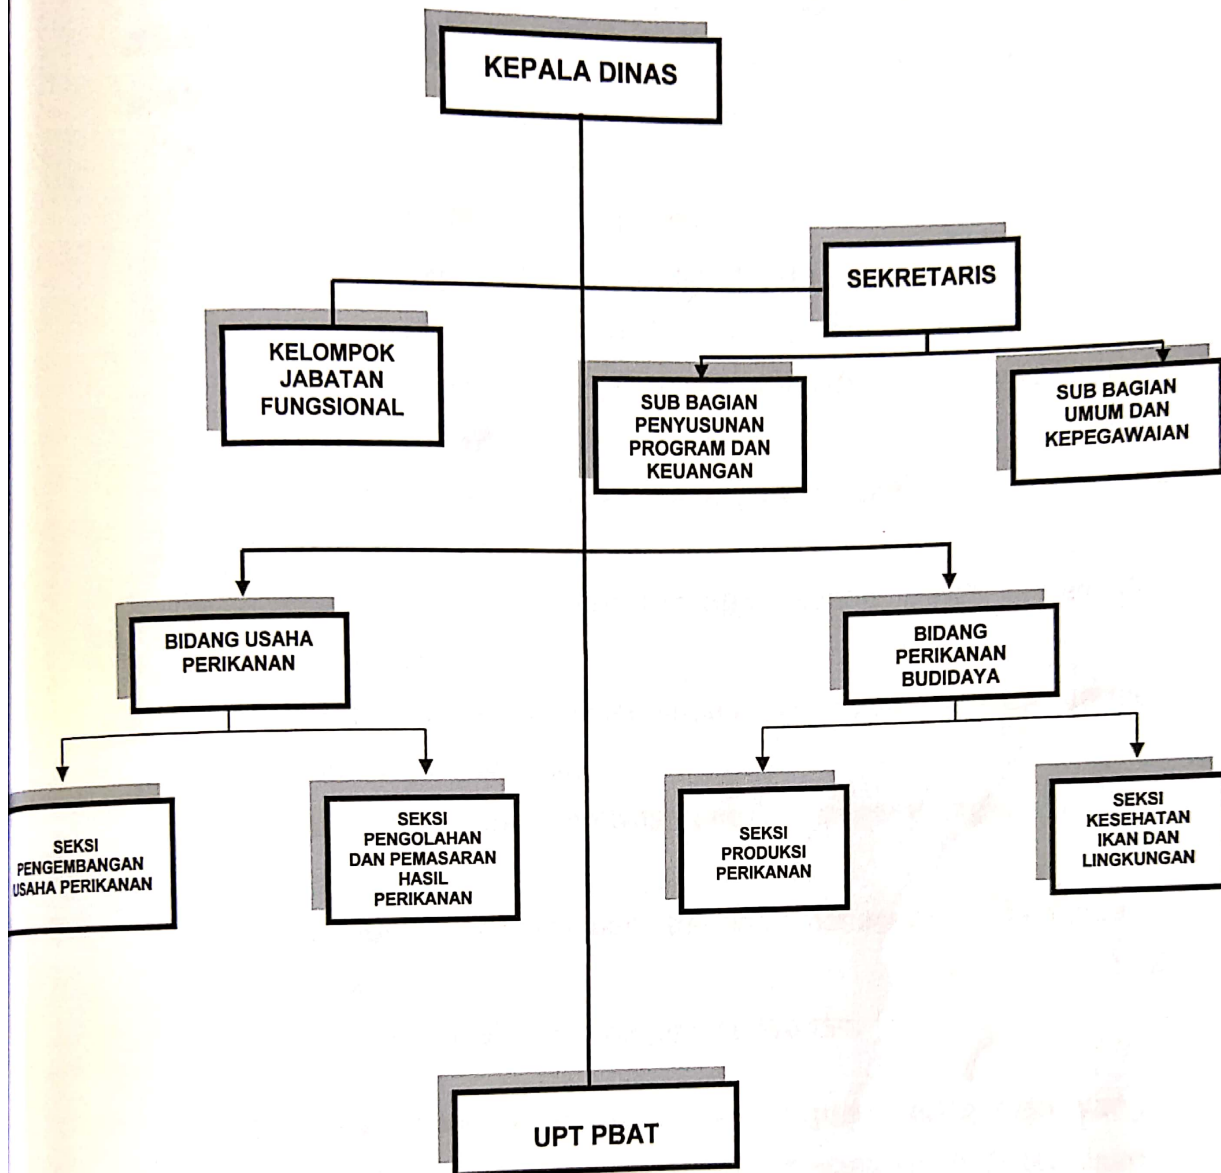 KEPALA DINAS
SEKRETARIS
KELOMPOK
JABATAN
FUNGSIONAL
SUB BAGIAN
PENYUSUNAN
PROGRAM DAN
KEUANGAN
SUB BAGIAN
UMUM DAN
KEPEGAWAIAN
BIDANG USAHA
PERIKANAN
BIDANG
PERIKANAN
BUDIDAYA
SEKSI
PENGEMBANGAN
USAHA PERIKANAN
SEKSI
PENGOLAHAN
DAN PEMASARAN
HASIL
PERIKANAN
SEKSI
PRODUKSI
PERIKANAN
SEKSI
KESEHATAN
IKAN DAN
LINGKUNGAN
UPT PBAT